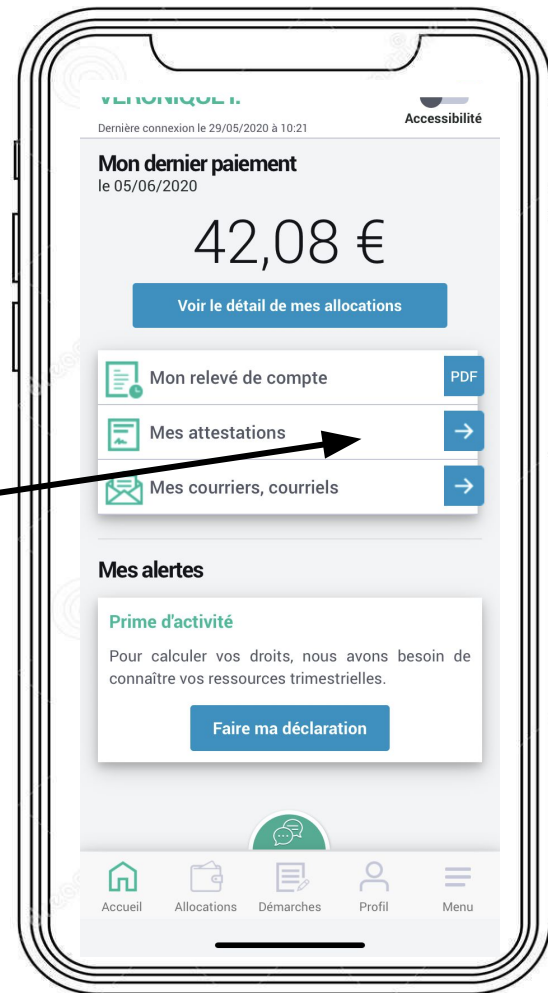 VERONIQUE I.
Accessibilité
Dernière connexion le 29/05/2020 à 10:21
Mon dernier paiement
le 05/06/2020
42,08 €
Voir le détail de mes allocations
Mon relevé de compte
PDF
Mes attestations
Mes courriers, courriels
Mes alertes
Prime d'activité
Pour calculer vos droits, nous avons besoin de
connaître vos ressources trimestrielles.
Faire ma déclaration
Accueil
Allocations
Démarches
Profil
Menu